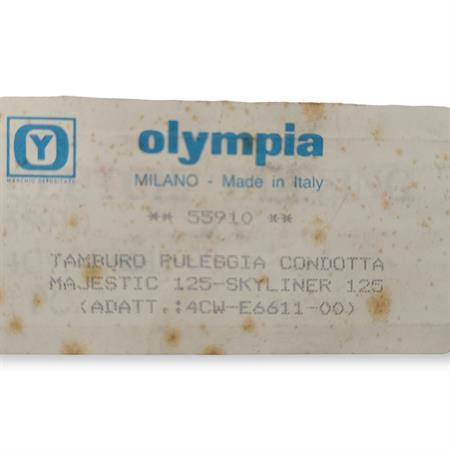 Y
MARCHIO DEPOSITATO
olympia
MILANO - Made in Italy
** 55910 **
TAMBURO PULEGGIA CONDOTTA
MAJESTIC 125-SKYLINER 125
(ADATT.:4CW-E6611-00)